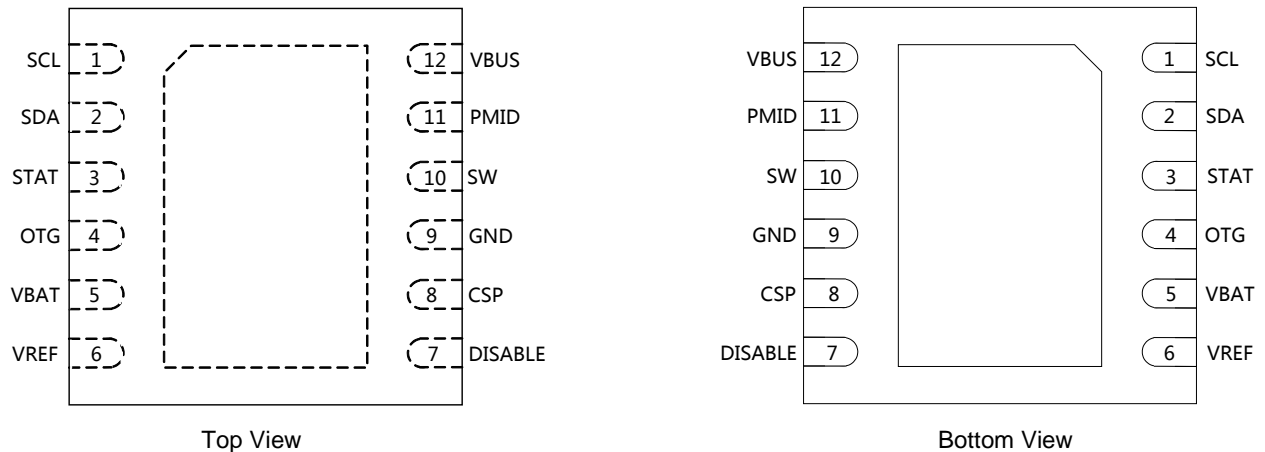 SCL 1 12 VBUS
SDA 2 11 PMID
STAT 3 10 SW
OTG 4 9 GND
VBAT 5 8 CSP
VREF 6 7 DISABLE
Top View
VBUS 12 1 SCL
PMID 11 2 SDA
SW 10 3 STAT
GND 9 4 OTG
CSP 8 5 VBAT
DISABLE 7 6 VREF
Bottom View